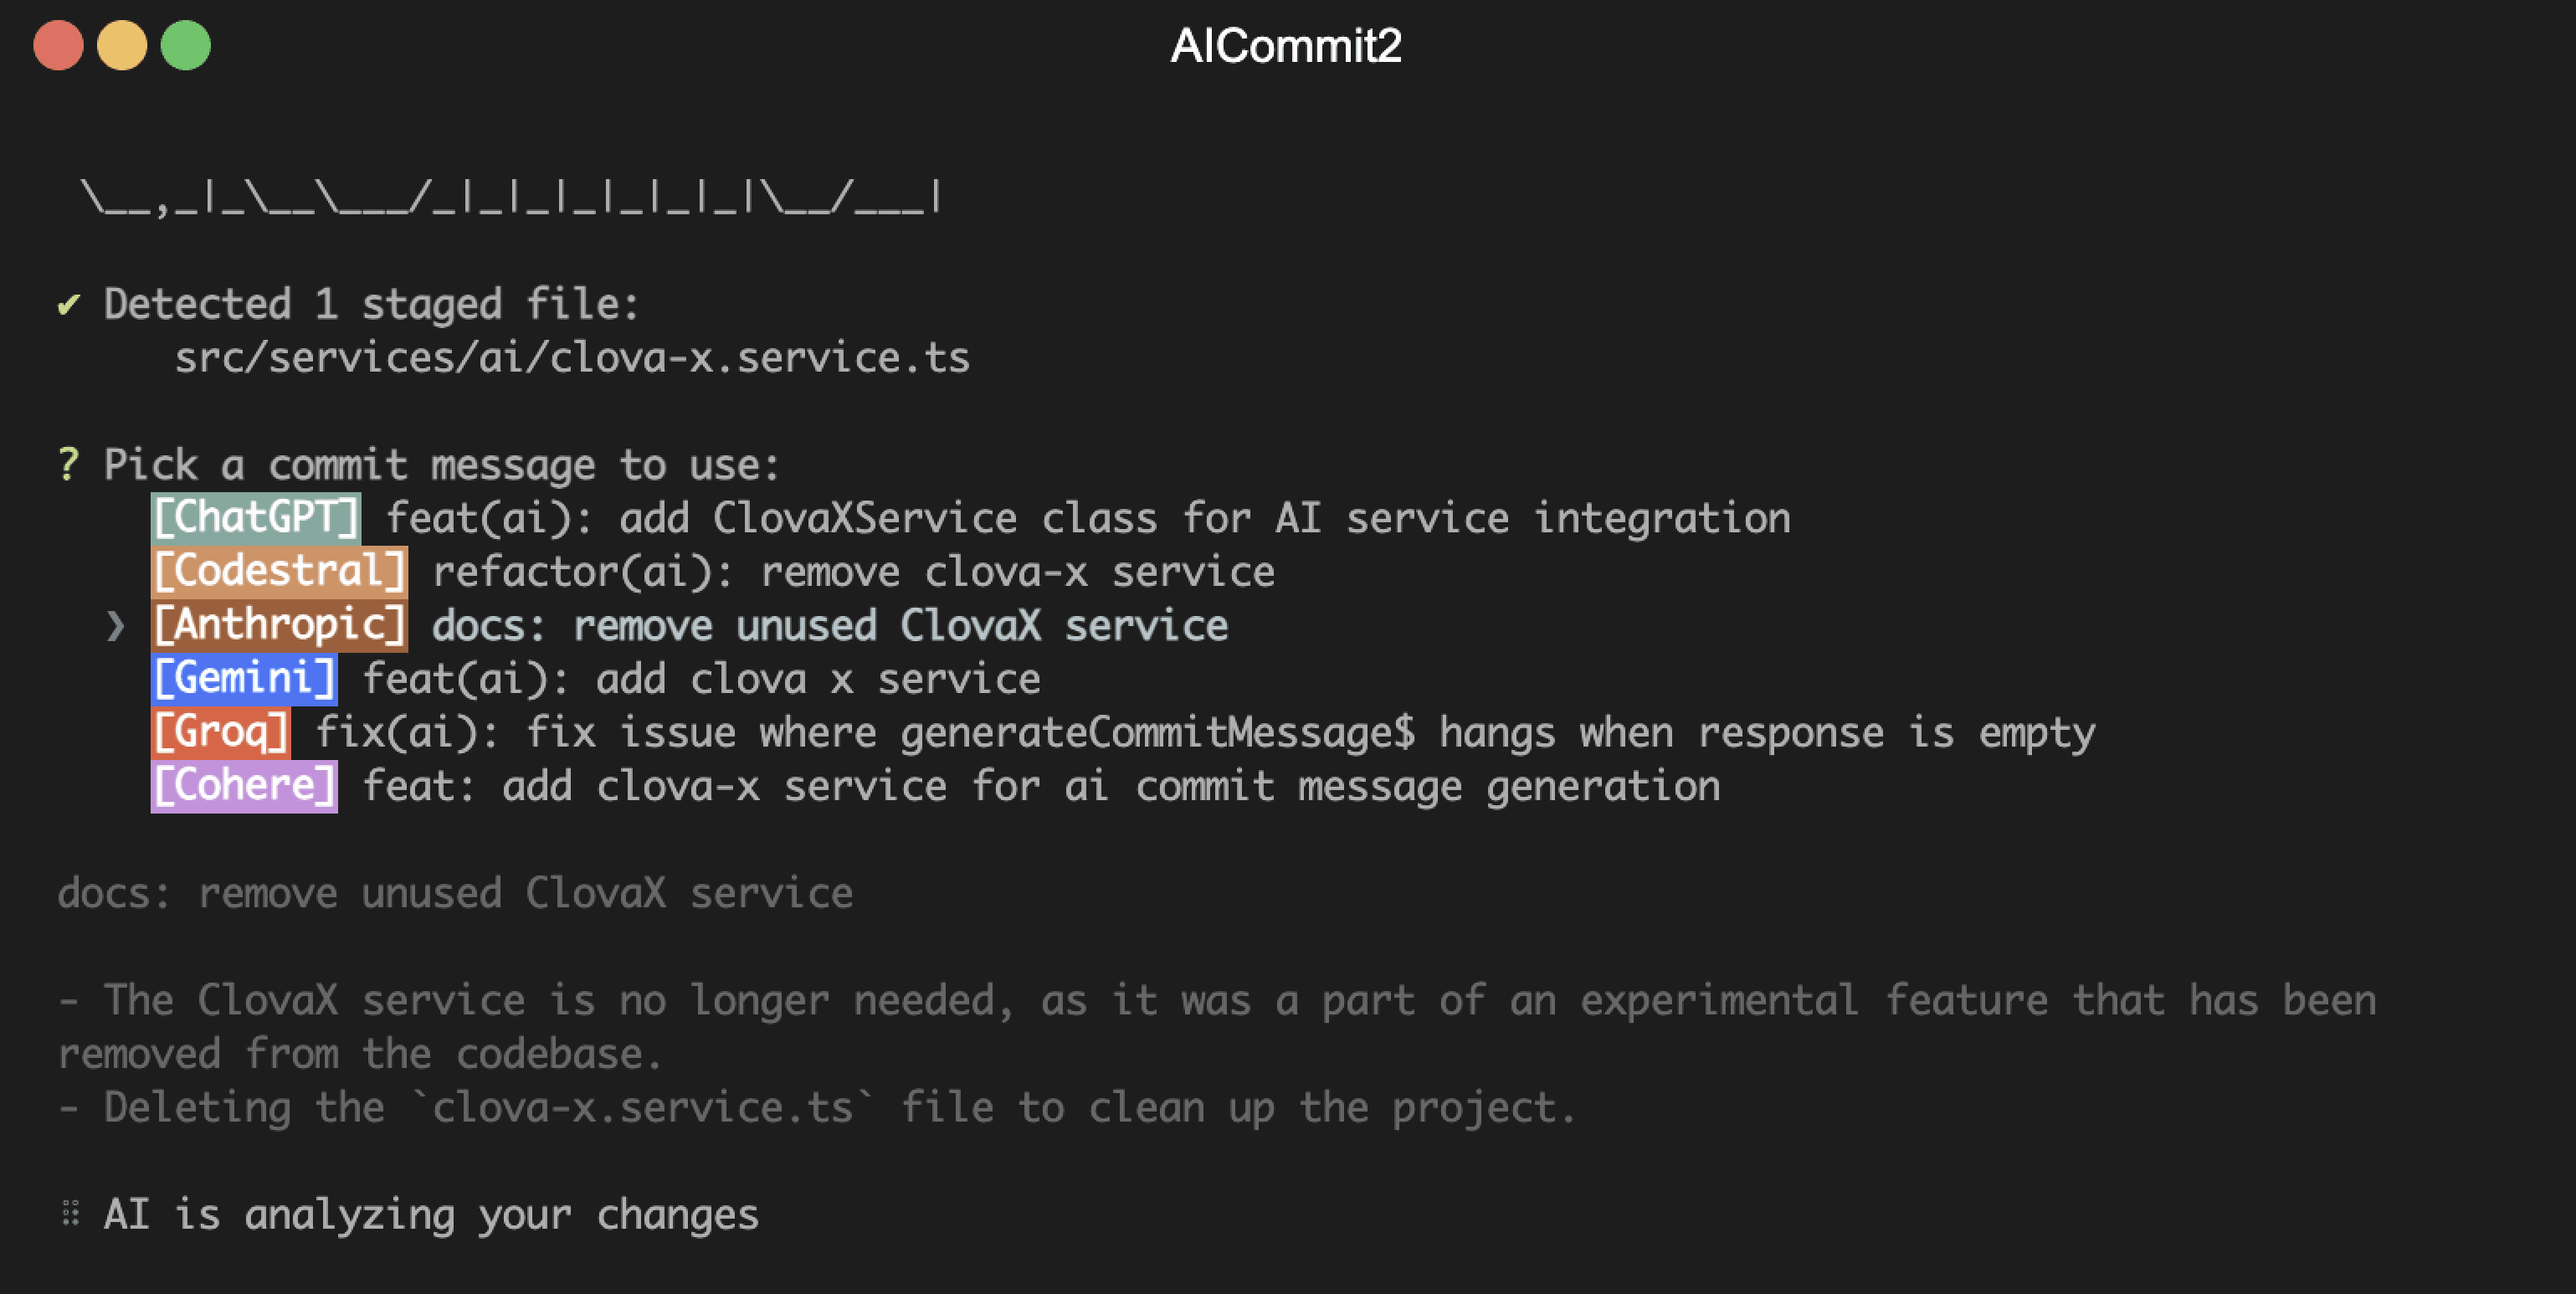 AICommit2
\__,_|_\__\___/_|_|_|_|_|_|_|\__/___|
✔ Detected 1 staged file:
src/services/ai/clova-x.service.ts
? Pick a commit message to use:
[ChatGPT] feat(ai): add ClovaXService class for AI service integration
[Codestral] refactor(ai): remove clova-x service
❯ [Anthropic] docs: remove unused ClovaX service
[Gemini] feat(ai): add clova x service
[Groq] fix(ai): fix issue where generateCommitMessage$ hangs when response is empty
[Cohere] feat: add clova-x service for ai commit message generation
docs: remove unused ClovaX service
- The ClovaX service is no longer needed, as it was a part of an experimental feature that has been
removed from the codebase.
- Deleting the `clova-x.service.ts` file to clean up the project.
⠿ AI is analyzing your changes